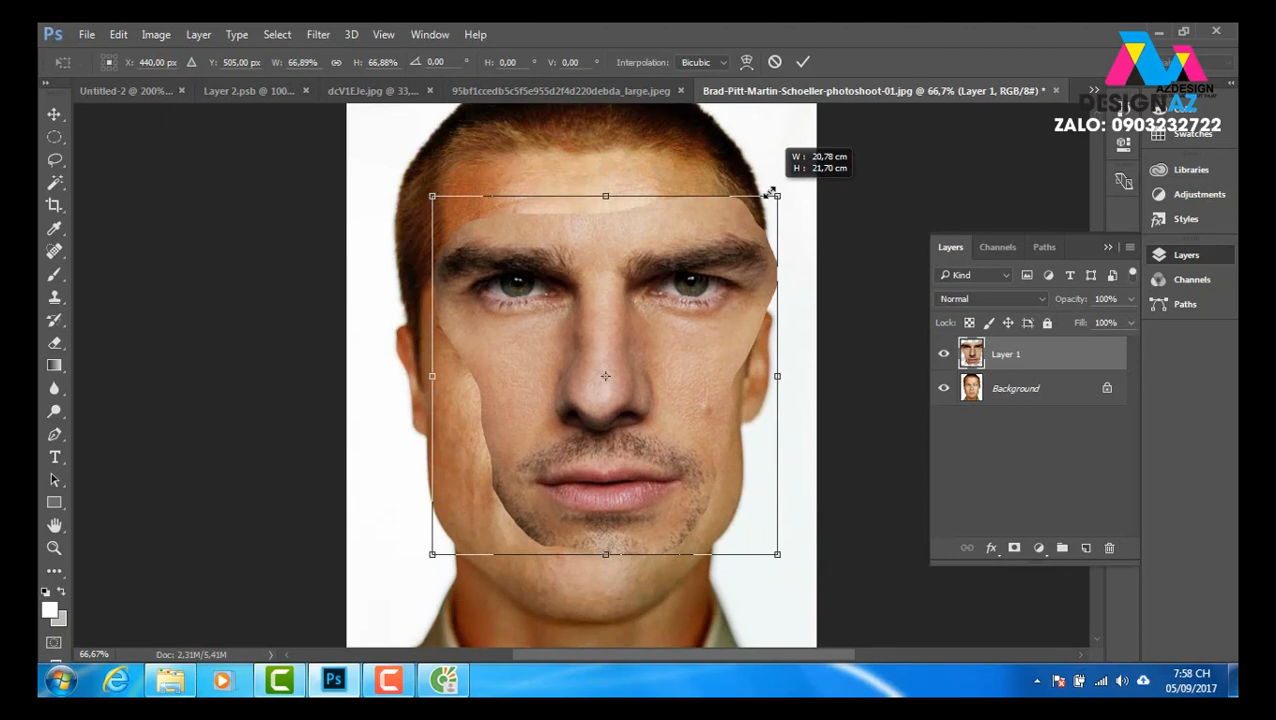 Ps File Edit Image Layer Type Select Filter 3D View Window Help
X: 440,00 px Y: 505,00 px W: 66,89% H: 66,88% 0,00 ° H: 0,00 ° V: 0,00 ° Interpolation: Bicubic
Untitled-2 @ 200%... × Layer 2.psb @ 100... × dcV1EJe.jpg @ 33,... × 95bf1ccedb5c5f5e955d2f4d220debda_large.jpeg × Brad-Pitt-Martin-Schoeller-photoshoot-01.jpg @ 66,7% (Layer 1, RGB/8#) * ×
AZDESIGN
DESIGNAZ
ZALO: 0903232722
Swatches
W: 20,78 cm
H: 21,70 cm
Libraries
Adjustments
Styles
Layers
Channels
Paths
Layers Channels Paths
Kind
Normal Opacity: 100%
Lock: Fill: 100%
Layer 1
Background
fx
66,67% Doc: 2,31M/5,41M
Ps
7:58 CH
05/09/2017